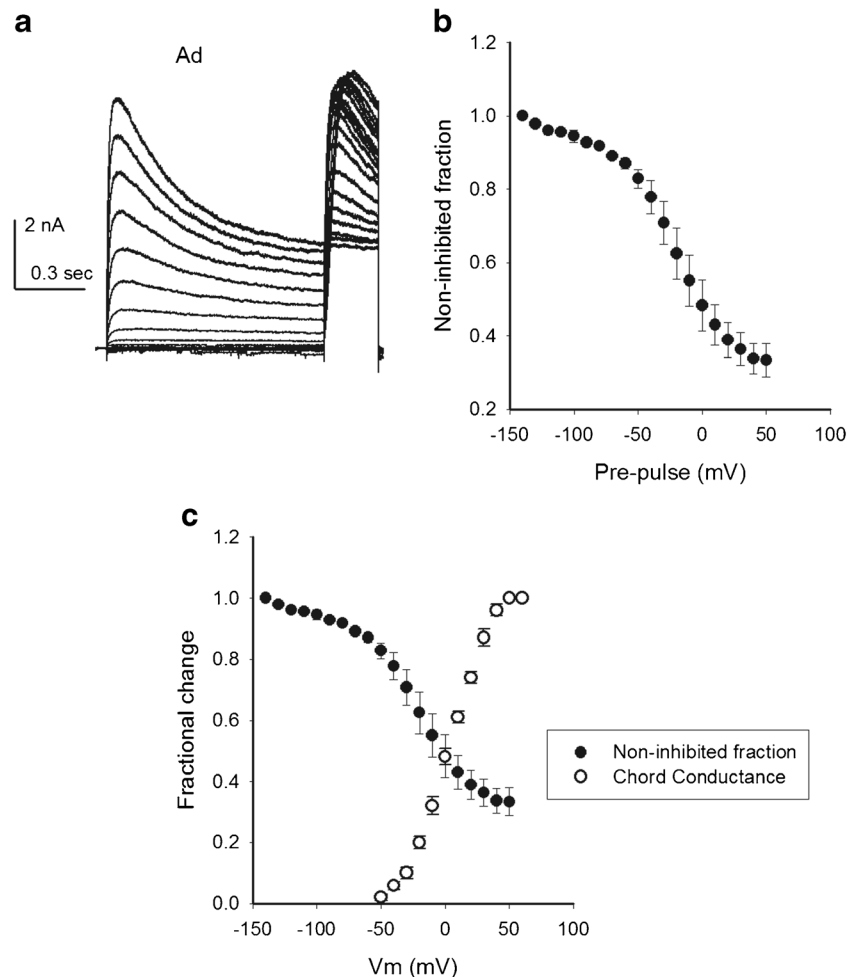 a
Ad
2 nA
0.3 sec
b
1.2
1.0
0.8
0.6
0.4
0.2
Non-inhibited fraction
-150 -100 -50 0 50 100
Pre-pulse (mV)
c
1.2
1.0
0.8
0.6
0.4
0.2
0.0
Fractional change
-150 -100 -50 0 50 100
Vm (mV)
Non-inhibited fraction
Chord Conductance